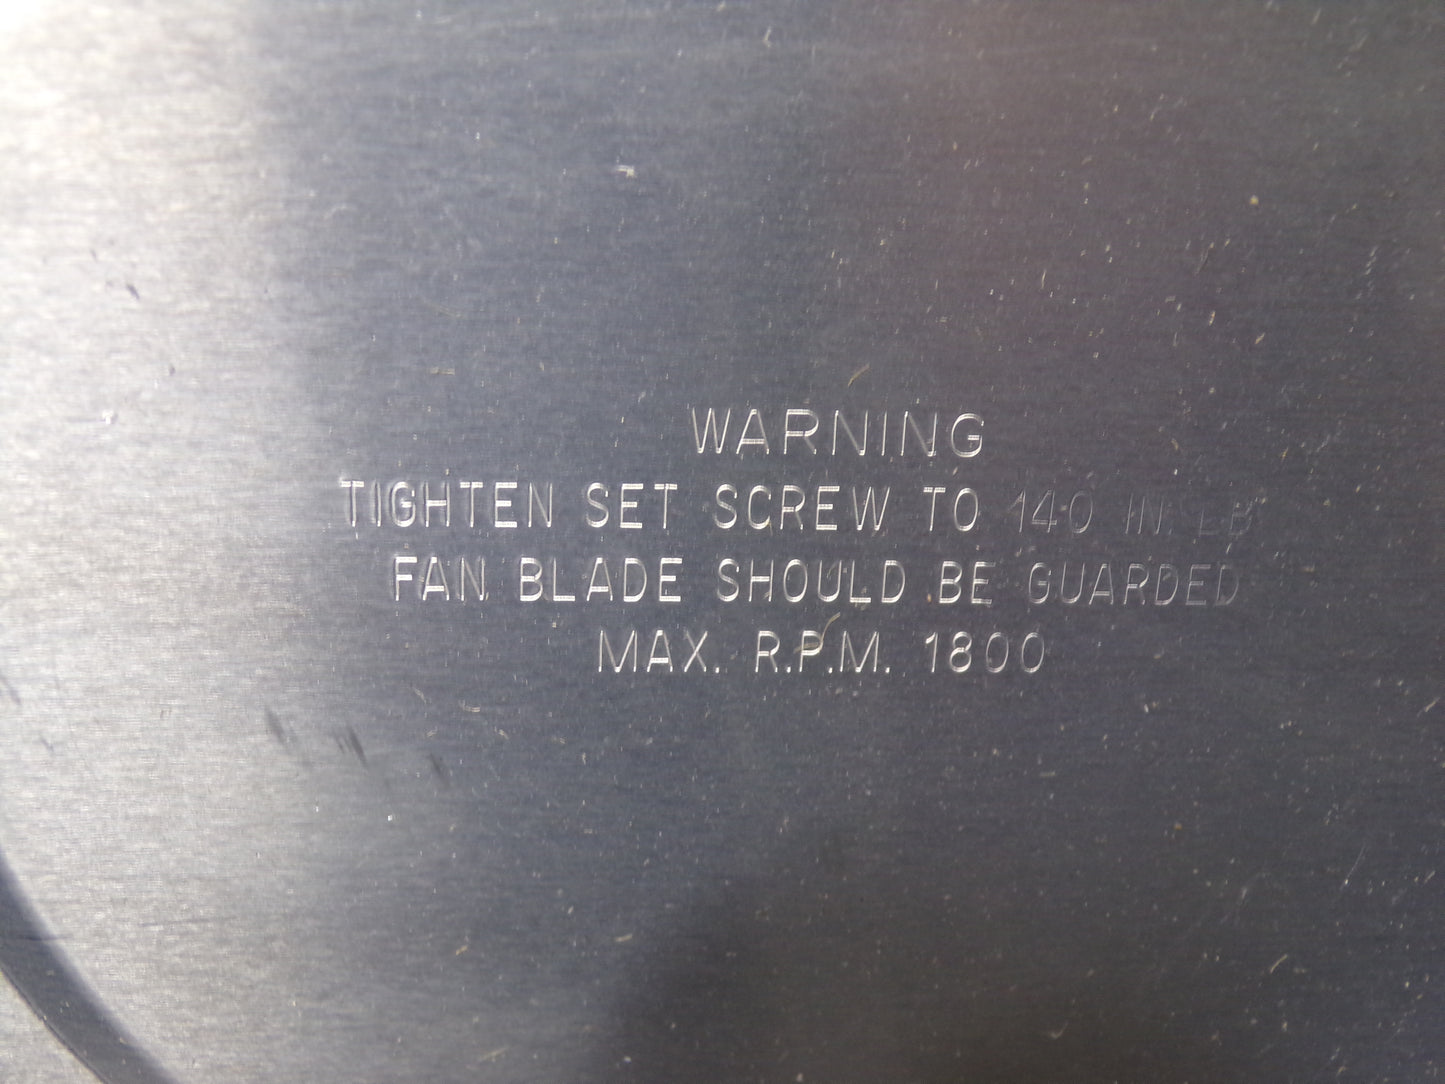 WARNING
TIGHTEN SET SCREW TO 140 IN. LB
FAN BLADE SHOULD BE GUARDED
MAX. R.P.M. 1800